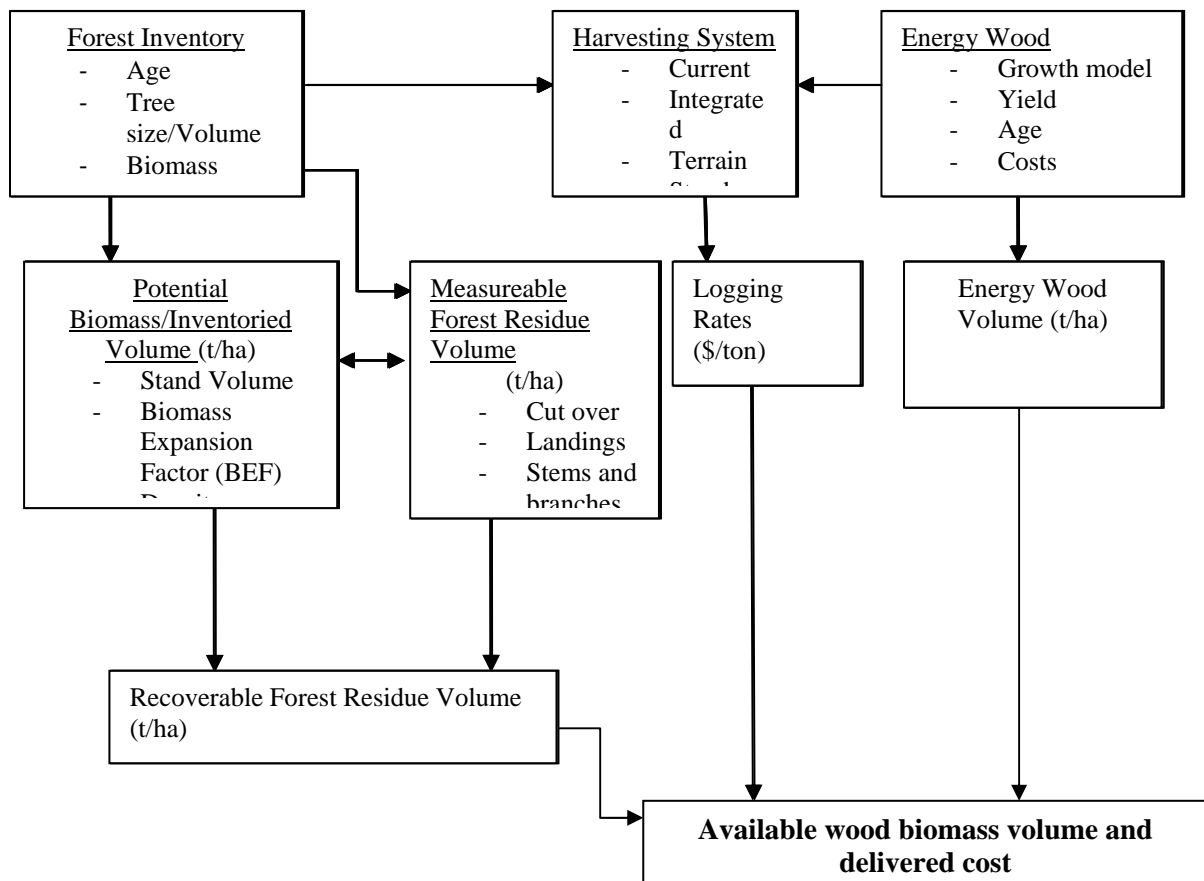 Forest Inventory
- Age
- Tree
size/Volume
- Biomass
Harvesting System
- Current
- Integrate
d
- Terrain
Energy Wood
- Growth model
- Yield
- Age
- Costs
Potential
Biomass/Inventoried
Volume (t/ha)
- Stand Volume
- Biomass
Expansion
Factor (BEF)
Measureable
Forest Residue
Volume
(t/ha)
- Cut over
- Landings
- Stems and
branches
Logging
Rates
($/ton)
Energy Wood
Volume (t/ha)
Recoverable Forest Residue Volume
(t/ha)
Available wood biomass volume and
delivered cost